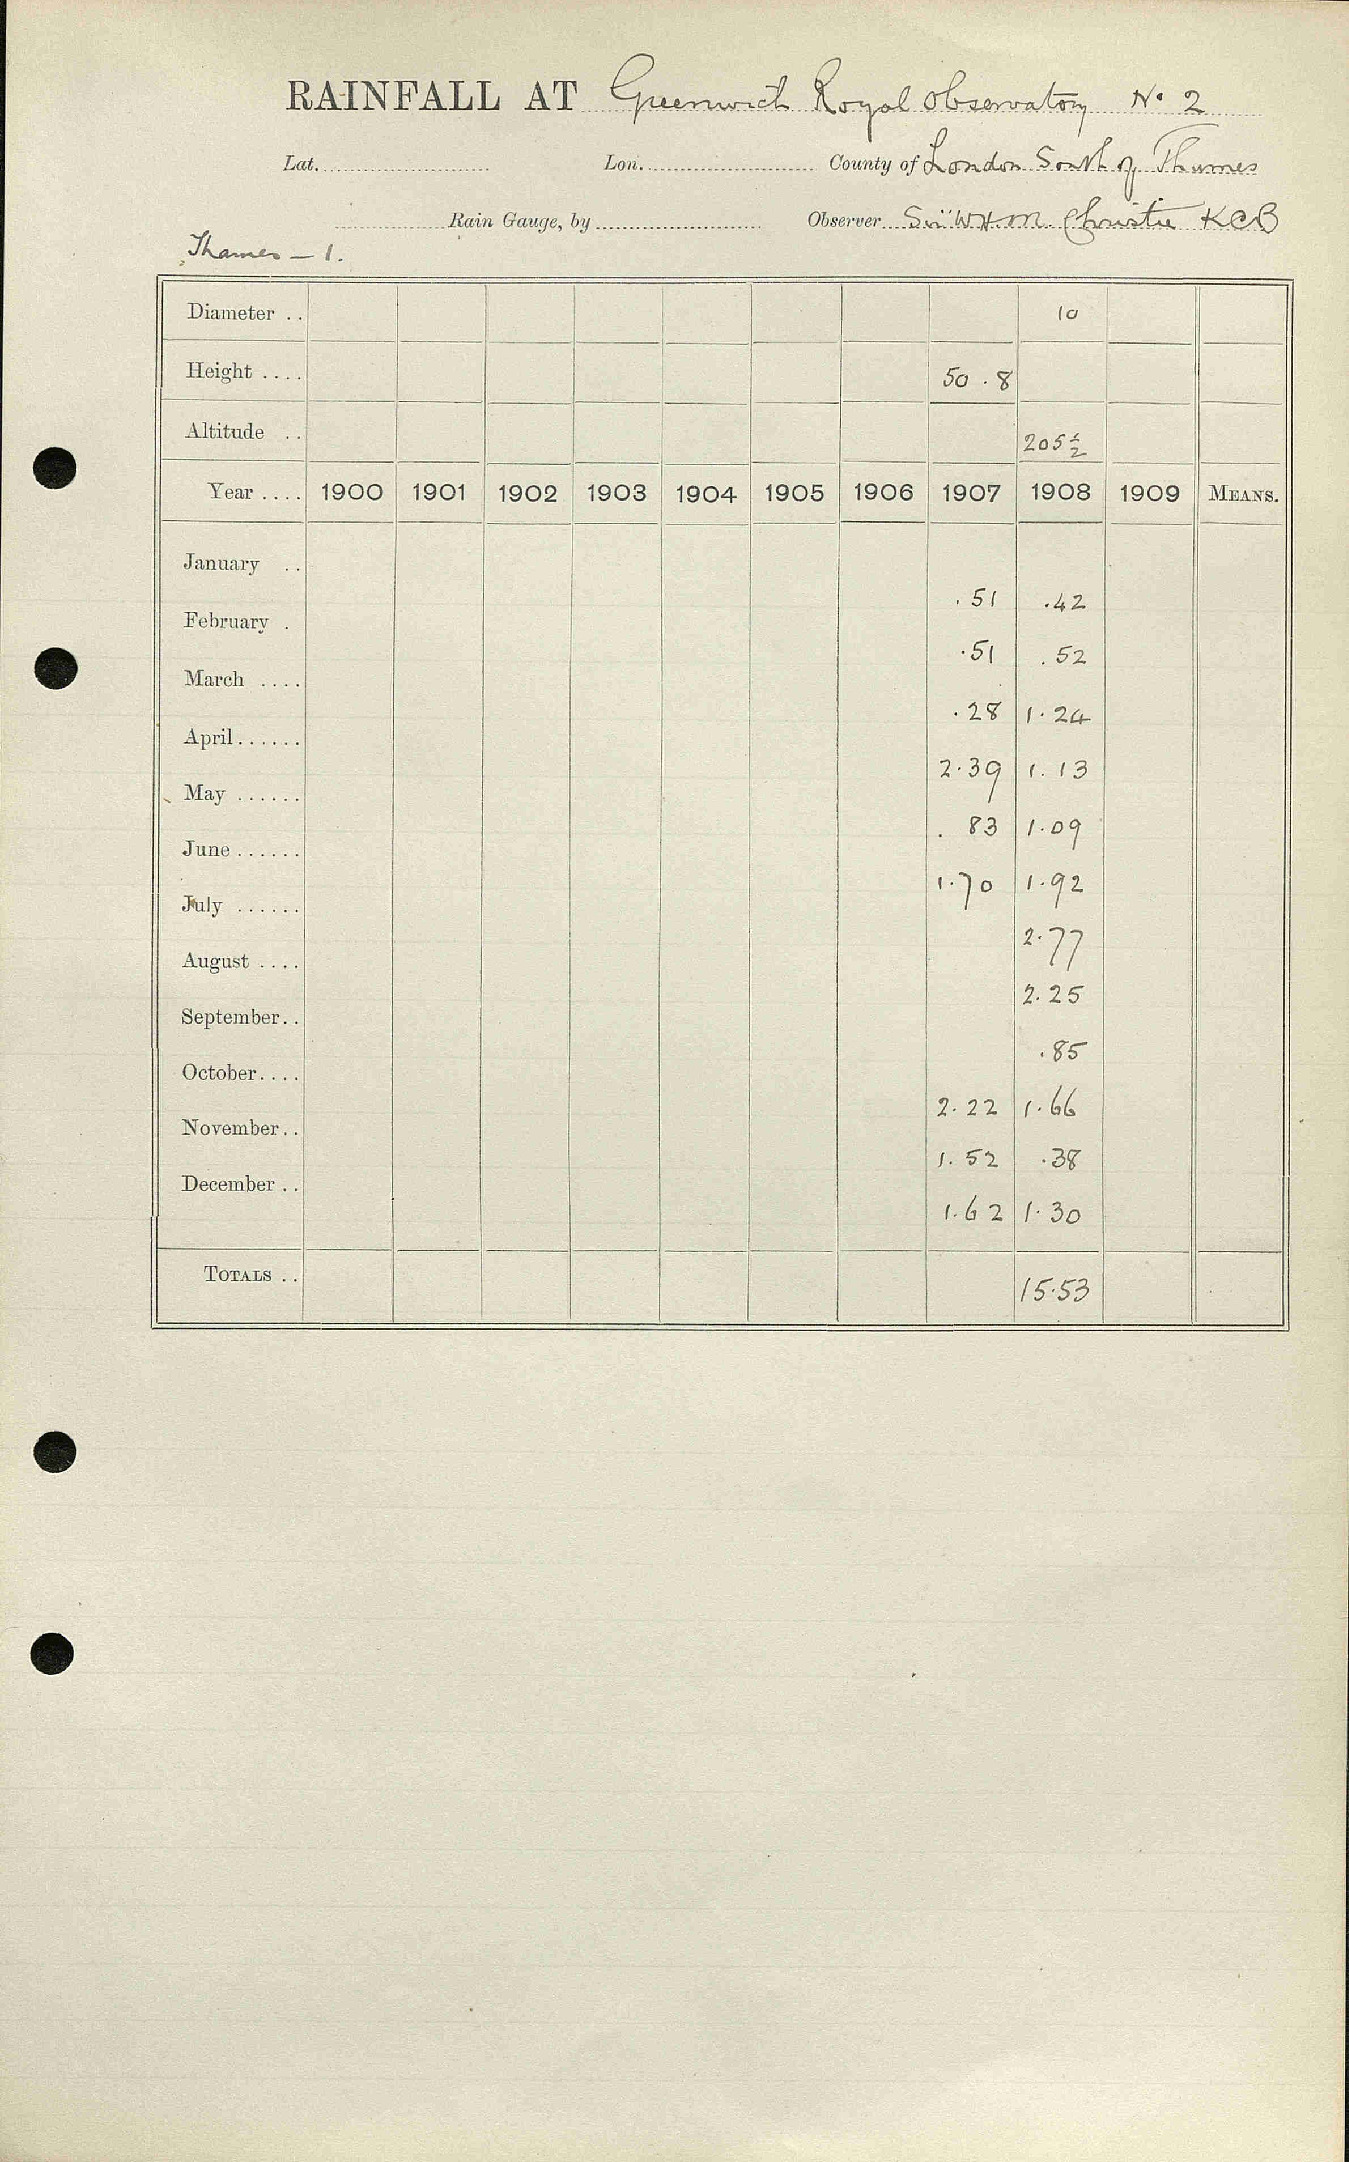 RAINFALL AT Greenwich Royal Observatory No 2
Lat. Lon. County of London South of Thames
Rain Gauge, by Observer Sir W.H.M. Christie KCB
Thames - 1.
Diameter .. 10
Height .... 50.8
Altitude .. 205
Year .... 1900 1901 1902 1903 1904 1905 1906 1907 1908 1909 MEANS.
January .. .51 .42
February . .51 .52
March .... .28 1.24
April...... 2.39 1.13
May ...... .83 1.09
June ...... 1.70 1.92
July ...... 2.77
August .... 2.25
September.. .85
October.... 2.22 1.66
November.. 1.52 .38
December .. 1.62 1.30
TOTALS .. 15.53